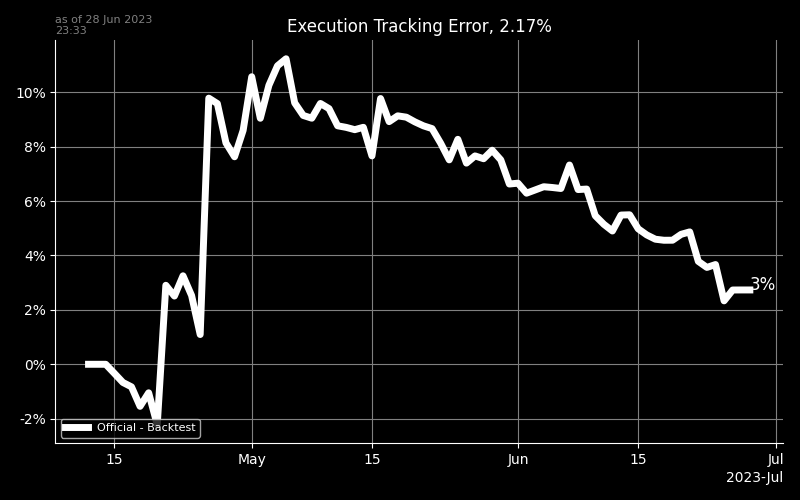 as of 28 Jun 2023
23:33
Execution Tracking Error, 2.17%
10%
8%
6%
4%
3%
2%
0%
-2%
Official - Backtest
15
May
15
Jun
15
Jul
2023-Jul